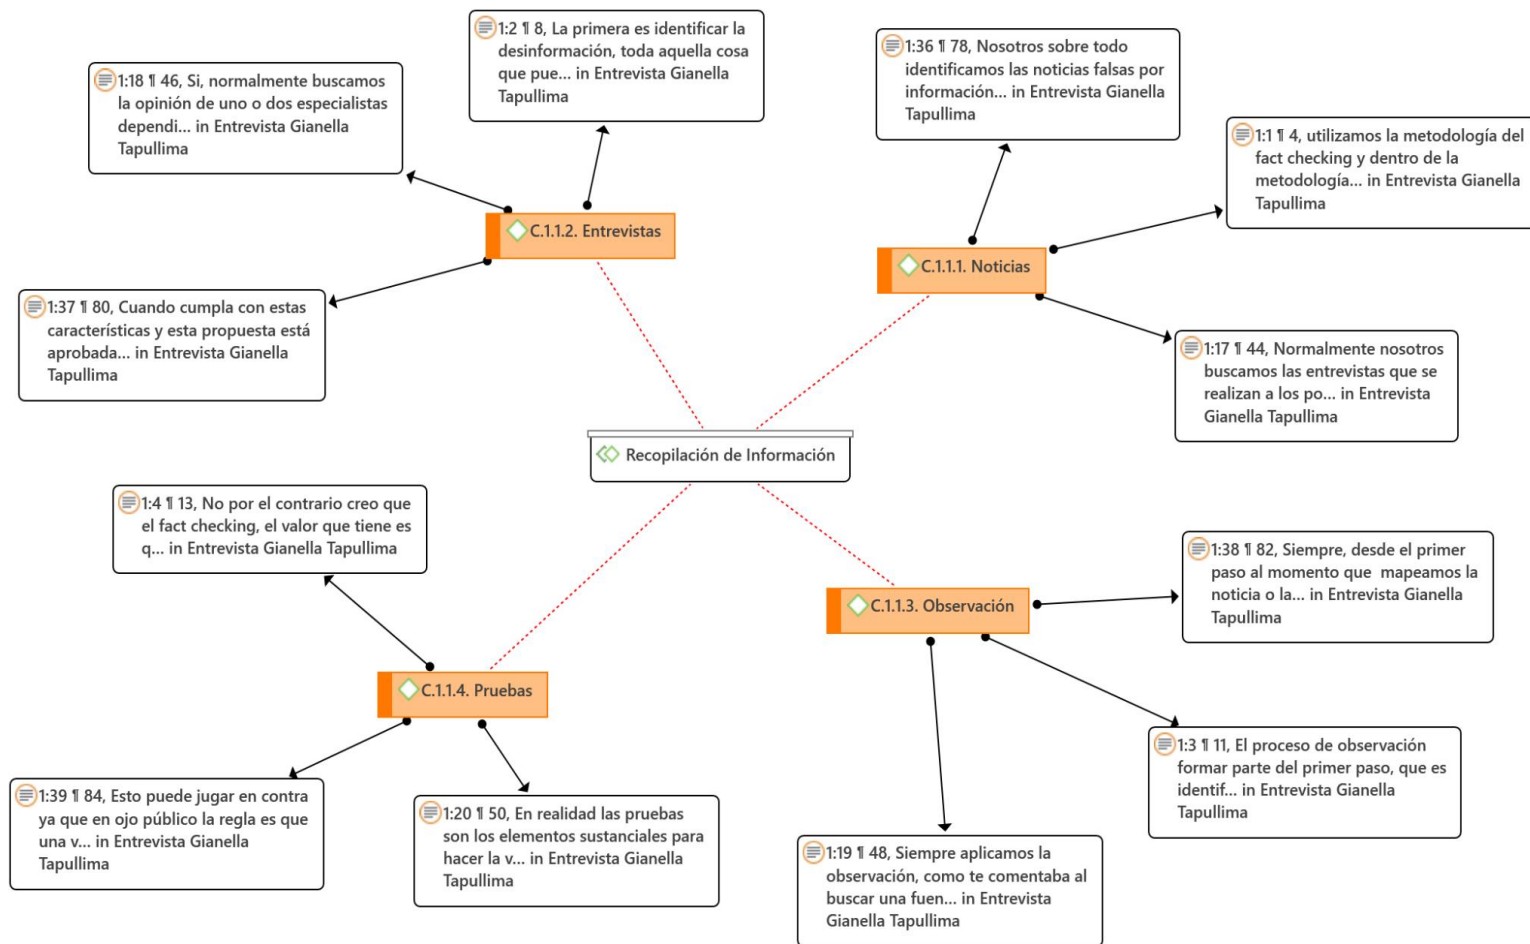 1:2 ¶ 8, La primera es identificar la
desinformación, toda aquella cosa
que pue... in Entrevista Gianella
Tapullima
1:36 ¶ 78, Nosotros sobre todo
identificamos las noticias falsas por
información... in Entrevista Gianella
Tapullima
1:18 ¶ 46, Si, normalmente buscamos
la opinión de uno o dos especialistas
dependi... in Entrevista Gianella
Tapullima
1:1 ¶ 4, utilizamos la metodología del
fact checking y dentro de la
metodología... in Entrevista Gianella
Tapullima
C.1.1.2. Entrevistas
C.1.1.1. Noticias
1:37 ¶ 80, Cuando cumpla con estas
características y esta propuesta está
aprobada... in Entrevista Gianella
Tapullima
1:17 ¶ 44, Normalmente nosotros
buscamos las entrevistas que se
realizan a los po... in Entrevista
Gianella Tapullima
Recopilación de Información
1:4 ¶ 13, No por el contrario creo que
el fact checking, el valor que tiene es
q... in Entrevista Gianella Tapullima
1:38 ¶ 82, Siempre, desde el primer
paso al momento que mapeamos la
noticia o la... in Entrevista Gianella
Tapullima
C.1.1.3. Observación
C.1.1.4. Pruebas
1:3 ¶ 11, El proceso de observación
formar parte del primer paso, que es
identif... in Entrevista Gianella
Tapullima
1:39 ¶ 84, Esto puede jugar en contra
ya que en ojo público la regla es que
una v... in Entrevista Gianella
Tapullima
1:20 ¶ 50, En realidad las pruebas
son los elementos sustanciales para
hacer la v... in Entrevista Gianella
Tapullima
1:19 ¶ 48, Siempre aplicamos la
observación, como te comentaba al
buscar una fuen... in Entrevista
Gianella Tapullima